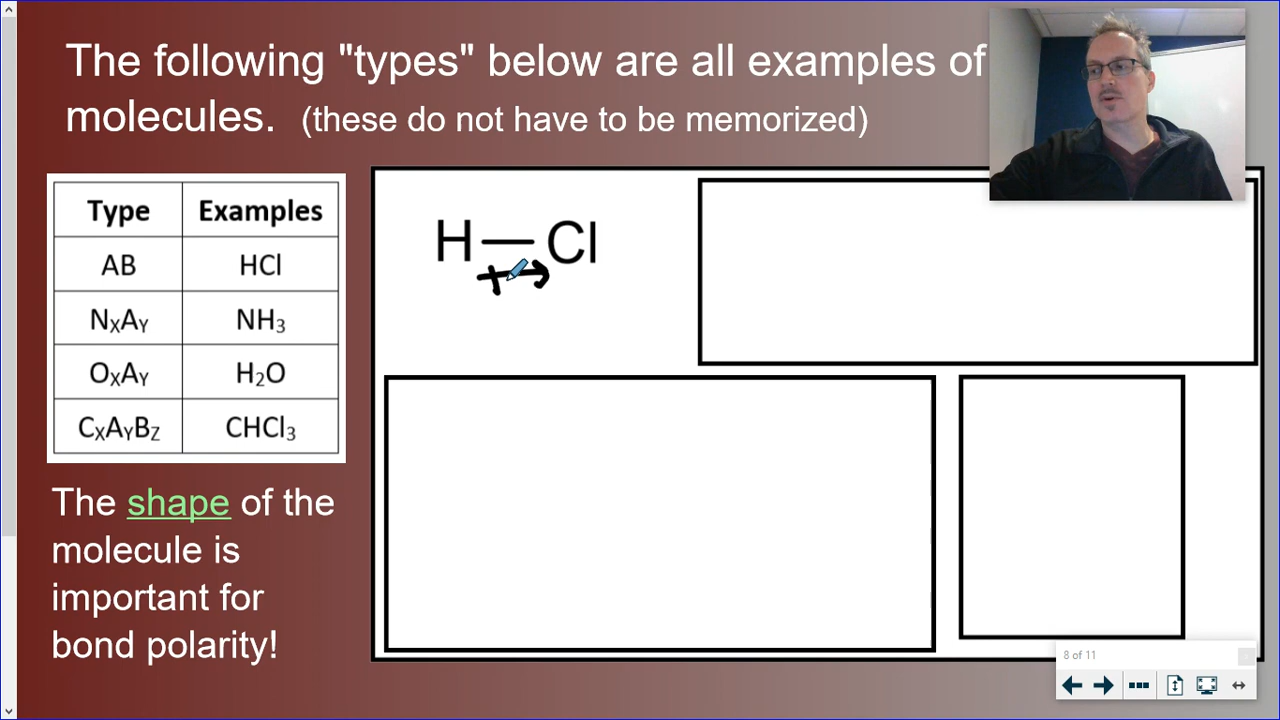 The following "types" below are all examples of
molecules. (these do not have to be memorized)
Type Examples
AB HCl
NXAY NH3
OXAY H2O
CXAYBZ CHCl3
H — Cl
The shape of the
molecule is
important for
bond polarity!
8 of 11